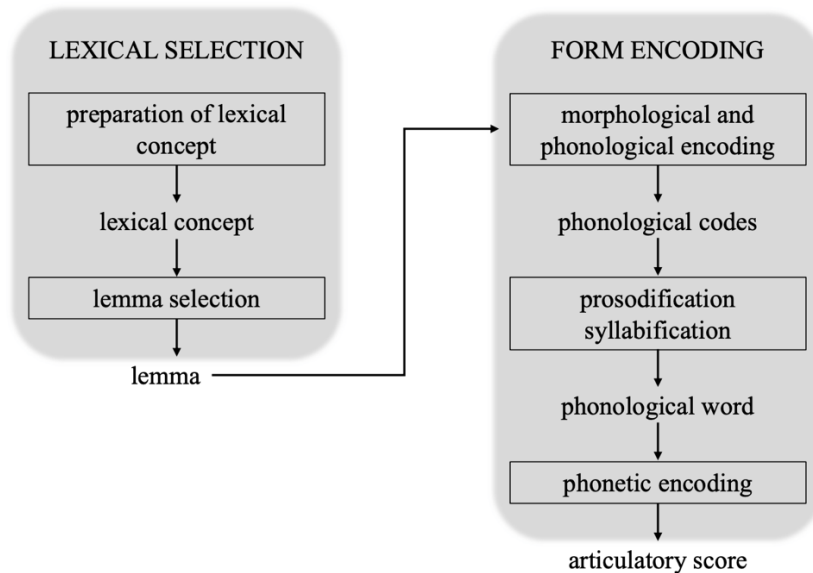 LEXICAL SELECTION
preparation of lexical
concept
lexical concept
lemma selection
lemma
FORM ENCODING
morphological and
phonological encoding
phonological codes
prosodification
syllabification
phonological word
phonetic encoding
articulatory score